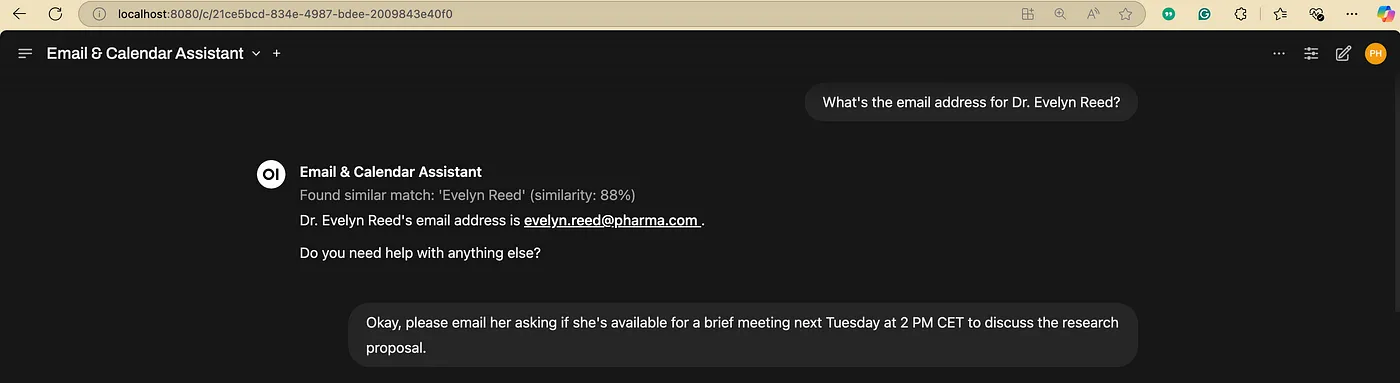 localhost:8080/c/21ce5bcd-834e-4987-bdee-2009843e40f0
Email & Calendar Assistant
PH
What's the email address for Dr. Evelyn Reed?
OI
Email & Calendar Assistant
Found similar match: 'Evelyn Reed' (similarity: 88%)
Dr. Evelyn Reed's email address is evelyn.reed@pharma.com .
Do you need help with anything else?
Okay, please email her asking if she's available for a brief meeting next Tuesday at 2 PM CET to discuss the research
proposal.